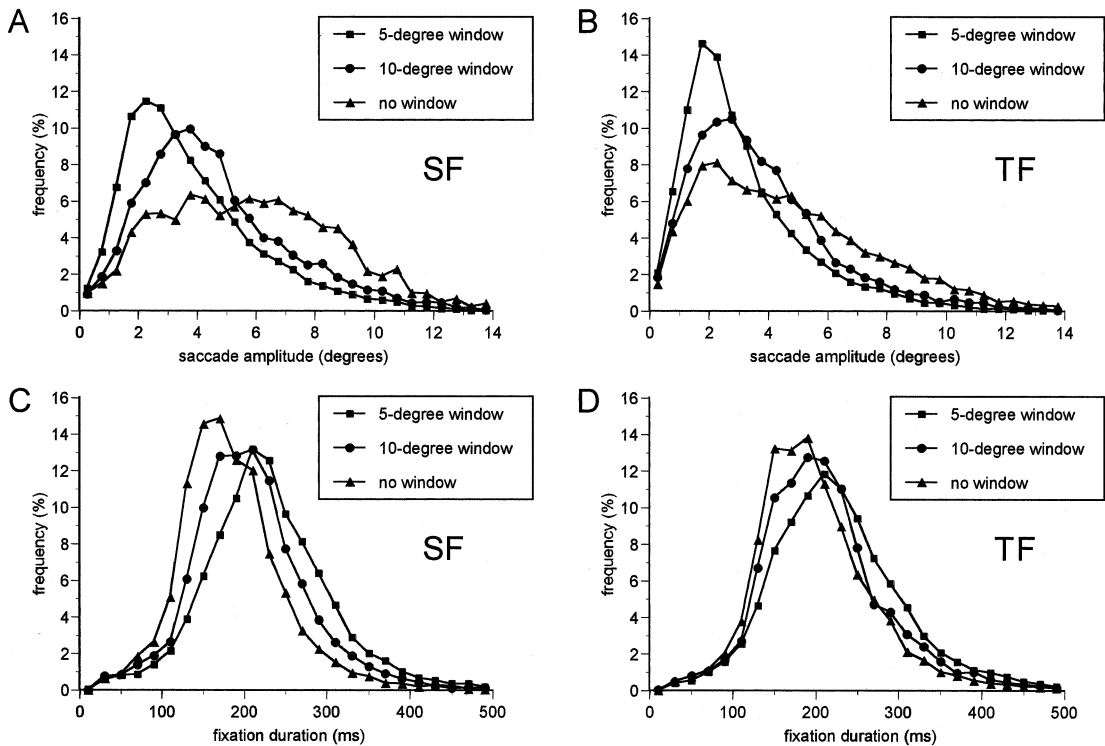 A
16
14
12
10
8
6
4
2
0
frequency (%)
5-degree window
10-degree window
no window
SF
0 2 4 6 8 10 12 14
saccade amplitude (degrees)
B
16
14
12
10
8
6
4
2
0
frequency (%)
5-degree window
10-degree window
no window
TF
0 2 4 6 8 10 12 14
saccade amplitude (degrees)
C
16
14
12
10
8
6
4
2
0
frequency (%)
5-degree window
10-degree window
no window
SF
0 100 200 300 400 500
fixation duration (ms)
D
16
14
12
10
8
6
4
2
0
frequency (%)
5-degree window
10-degree window
no window
TF
0 100 200 300 400 500
fixation duration (ms)